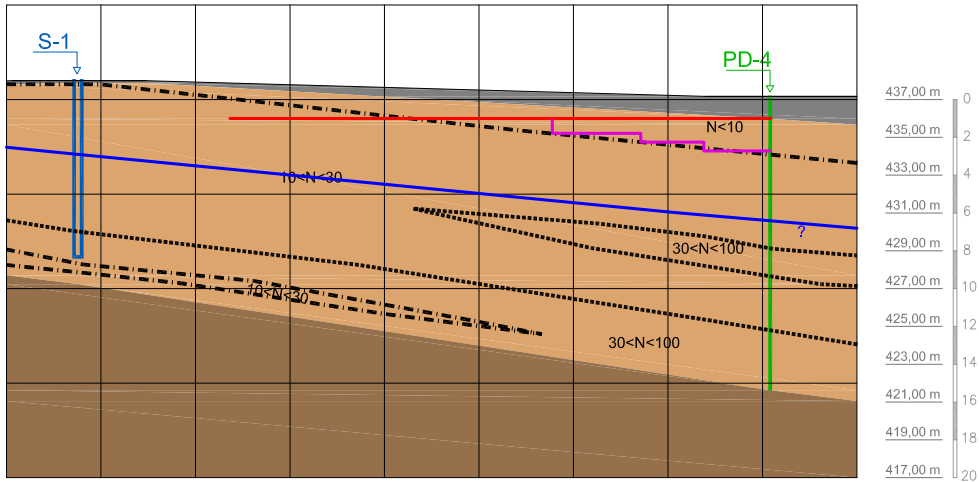 S-1
PD-4
437,00 m 0
N<10
435,00 m 2
433,00 m 4
10<N<30
431,00 m 6
?
30<N<100
429,00 m 8
427,00 m 10
10<N<30
425,00 m 12
30<N<100
423,00 m 14
421,00 m 16
419,00 m 18
417,00 m 20